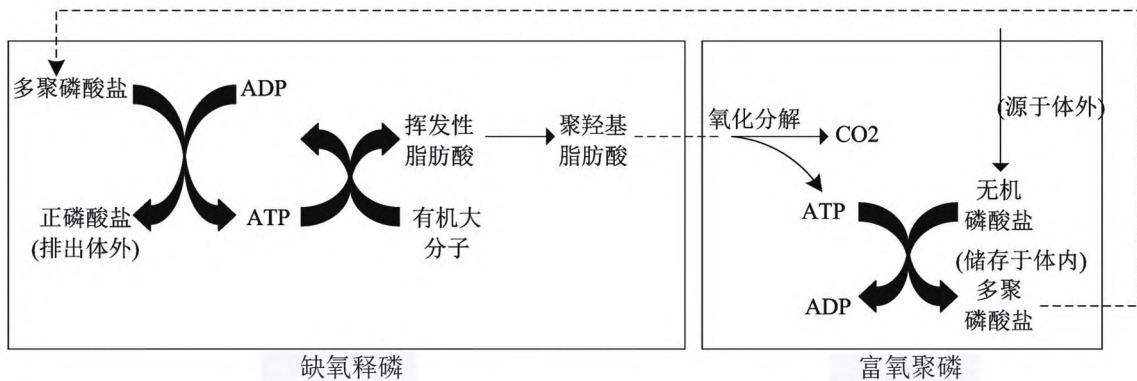 多聚磷酸盐
ADP
正磷酸盐
(排出体外)
ATP
挥发性
脂肪酸
有机大
分子
聚羟基
脂肪酸
缺氧释磷
氧化分解
CO2
(源于体外)
ATP
无机
磷酸盐
(储存于体内)
ADP
多聚
磷酸盐
富氧聚磷